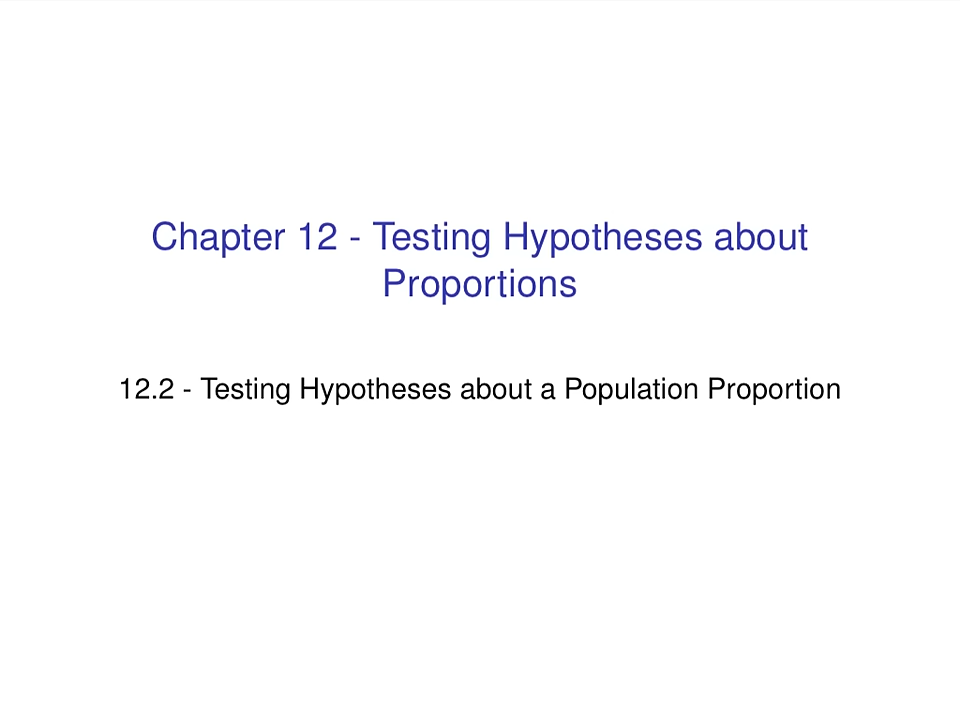 Chapter 12 - Testing Hypotheses about
Proportions
12.2 - Testing Hypotheses about a Population Proportion